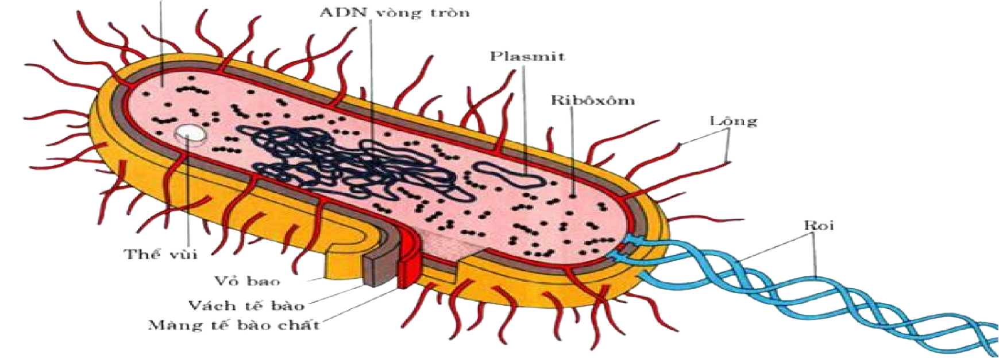 ADN vòng tròn
Plasmit
Ribôxôm
Lông
Roi
Thể vùi
Vỏ bao
Vách tế bào
Màng tế bào chất